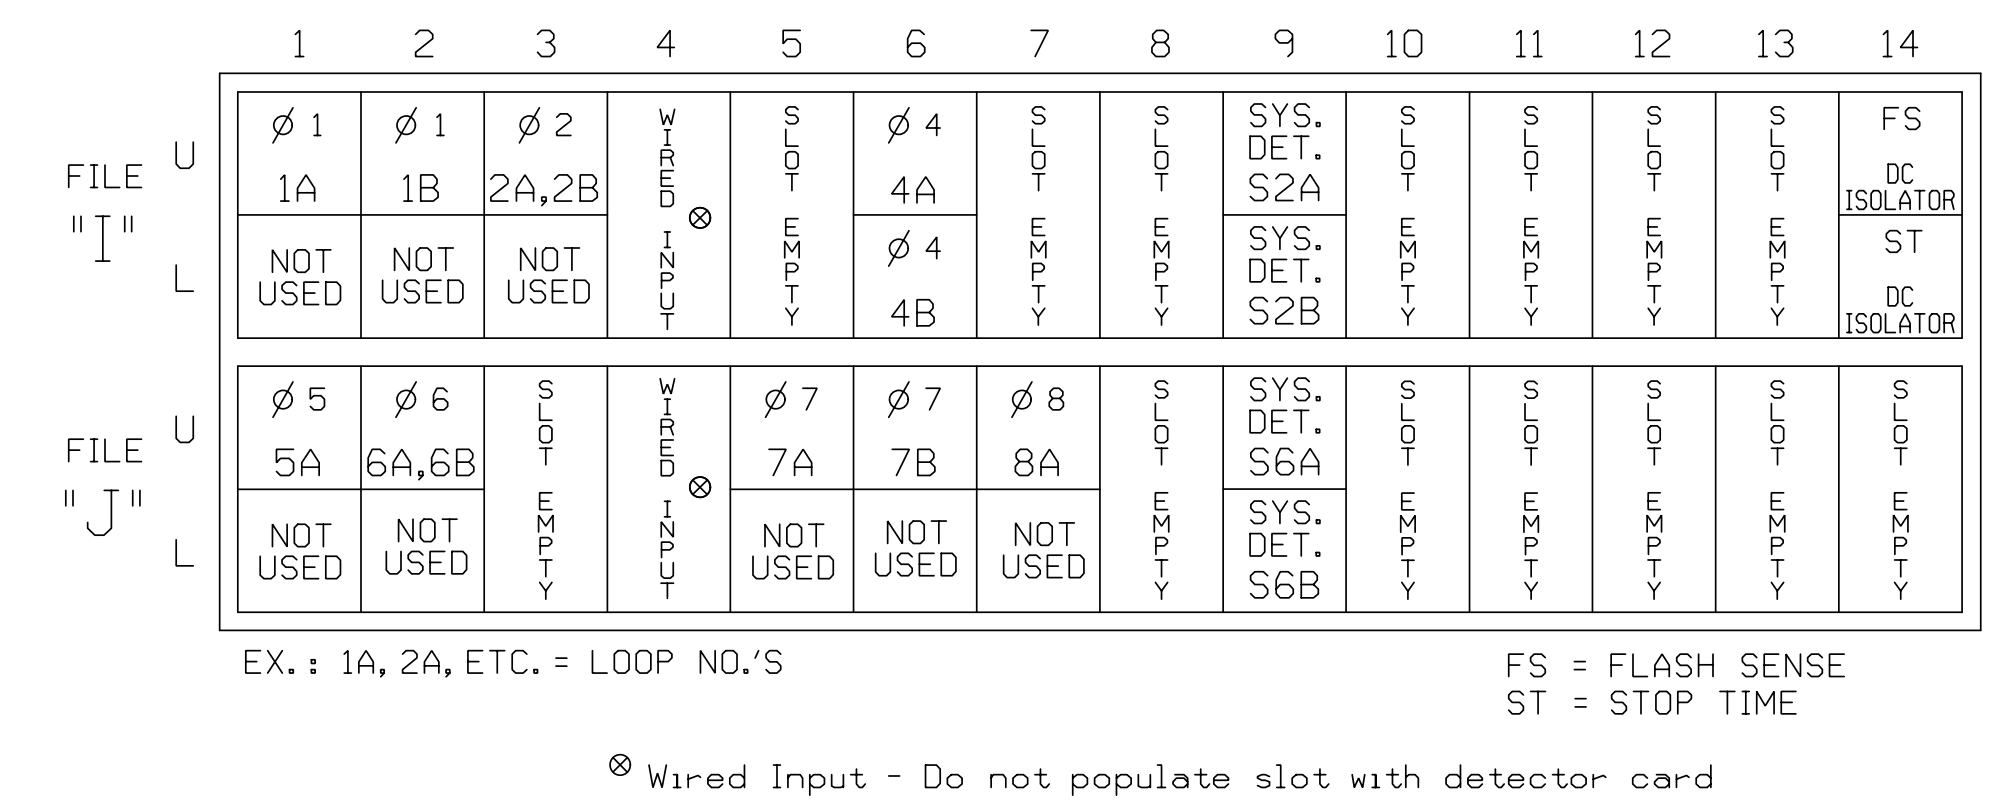 1 2 3 4 5 6 7 8 9 10 11 12 13 14
FILE "I"
U
L
Ø 1
1A
NOT USED
Ø 1
1B
NOT USED
Ø 2
2A,2B
NOT USED
WIRED INPUT ⊗
SLOT EMPTY
Ø 4
4A
Ø 4
4B
SLOT EMPTY
SLOT EMPTY
SYS. DET. S2A
SYS. DET. S2B
SLOT EMPTY
SLOT EMPTY
SLOT EMPTY
SLOT EMPTY
FS
DC ISOLATOR
ST
DC ISOLATOR
FILE "J"
U
L
Ø 5
5A
NOT USED
Ø 6
6A,6B
NOT USED
SLOT EMPTY
WIRED INPUT ⊗
Ø 7
7A
NOT USED
Ø 7
7B
NOT USED
Ø 8
8A
NOT USED
SLOT EMPTY
SYS. DET. S6A
SYS. DET. S6B
SLOT EMPTY
SLOT EMPTY
SLOT EMPTY
SLOT EMPTY
SLOT EMPTY
EX.: 1A, 2A, ETC. = LOOP NO.'S
FS = FLASH SENSE
ST = STOP TIME
⊗ Wired Input - Do not populate slot with detector card